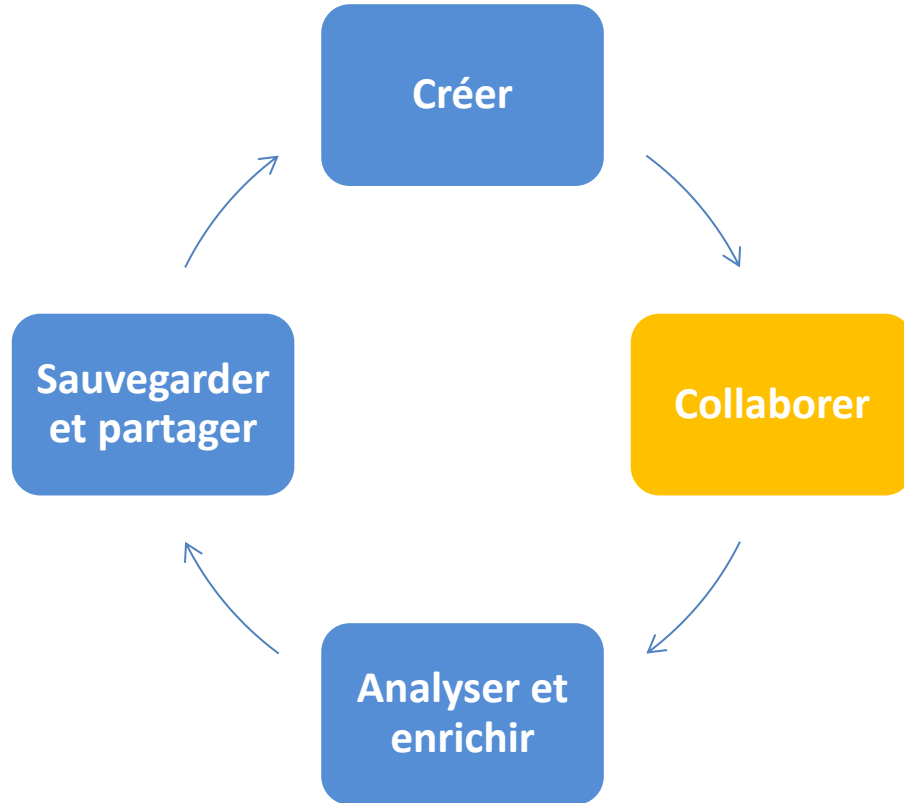 Créer
Collaborer
Analyser et
enrichir
Sauvegarder
et partager